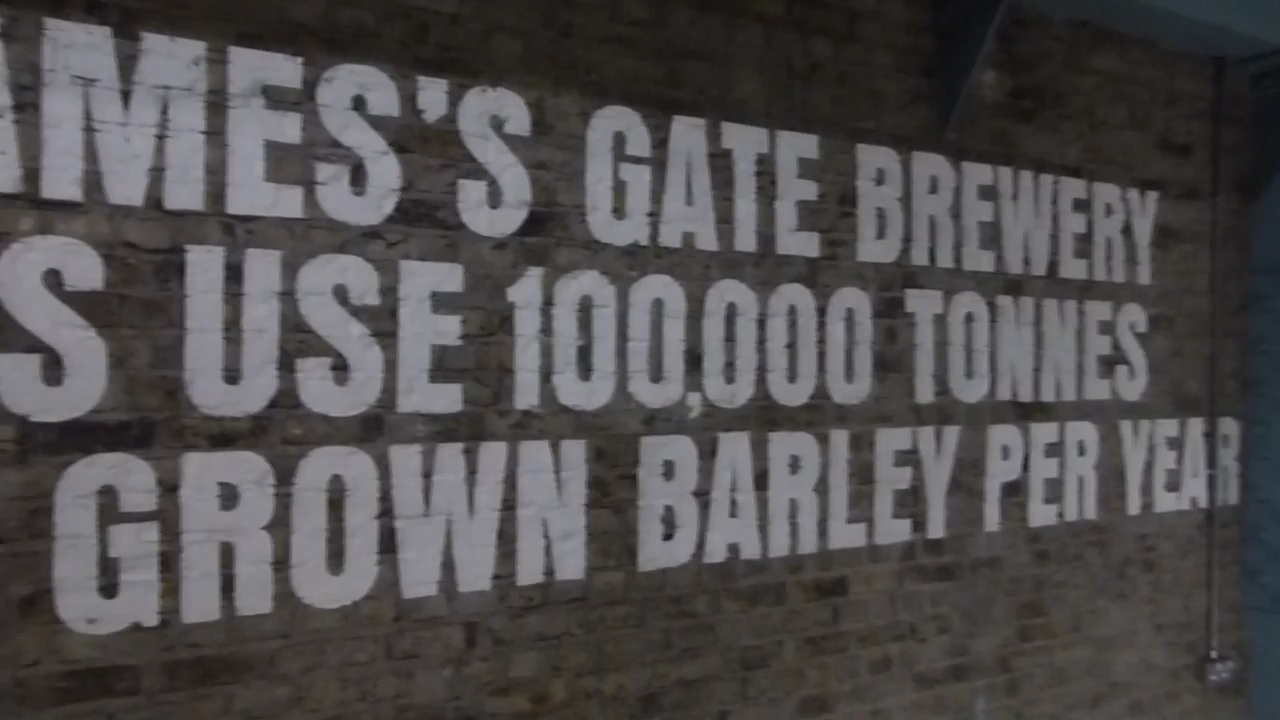 AMES'S GATE BREWERY
S USE 100,000 TONNES
GROWN BARLEY PER YEAR